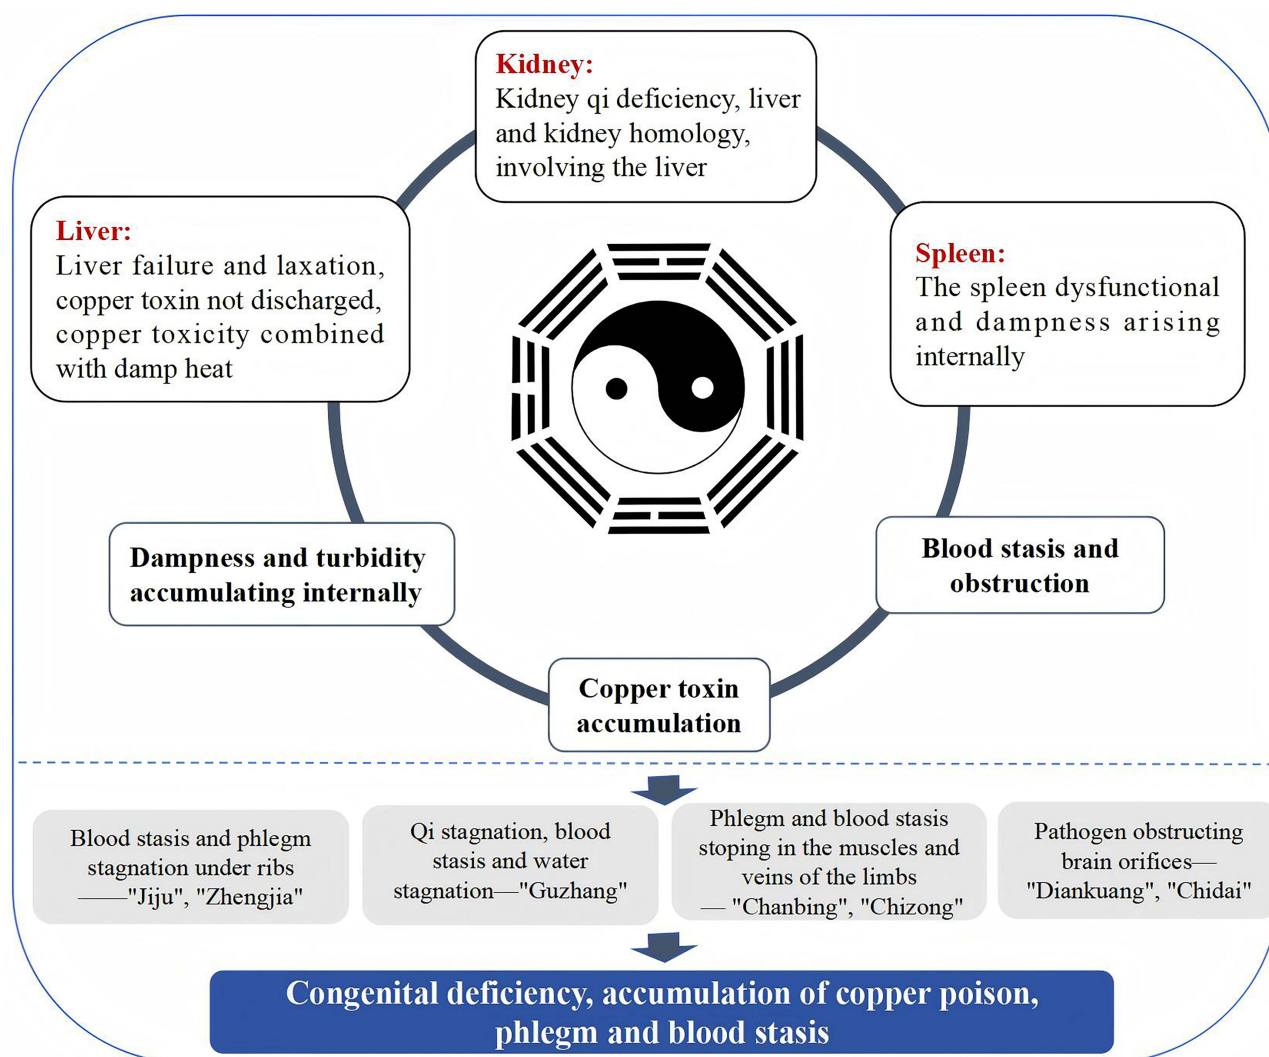 Kidney:
Kidney qi deficiency, liver
and kidney homology,
involving the liver
Liver:
Liver failure and laxation,
copper toxin not discharged,
copper toxicity combined
with damp heat
Spleen:
The spleen dysfunctional
and dampness arising
internally
Dampness and turbidity
accumulating internally
Blood stasis and
obstruction
Copper toxin
accumulation
Blood stasis and phlegm
stagnation under ribs
——"Jiju", "Zhengjia"
Qi stagnation, blood
stasis and water
stagnation—"Guzhang"
Phlegm and blood stasis
stoping in the muscles and
veins of the limbs
— "Chanbing", "Chizong"
Pathogen obstructing
brain orifices—
"Diankuang", "Chidai"
Congenital deficiency, accumulation of copper poison,
phlegm and blood stasis